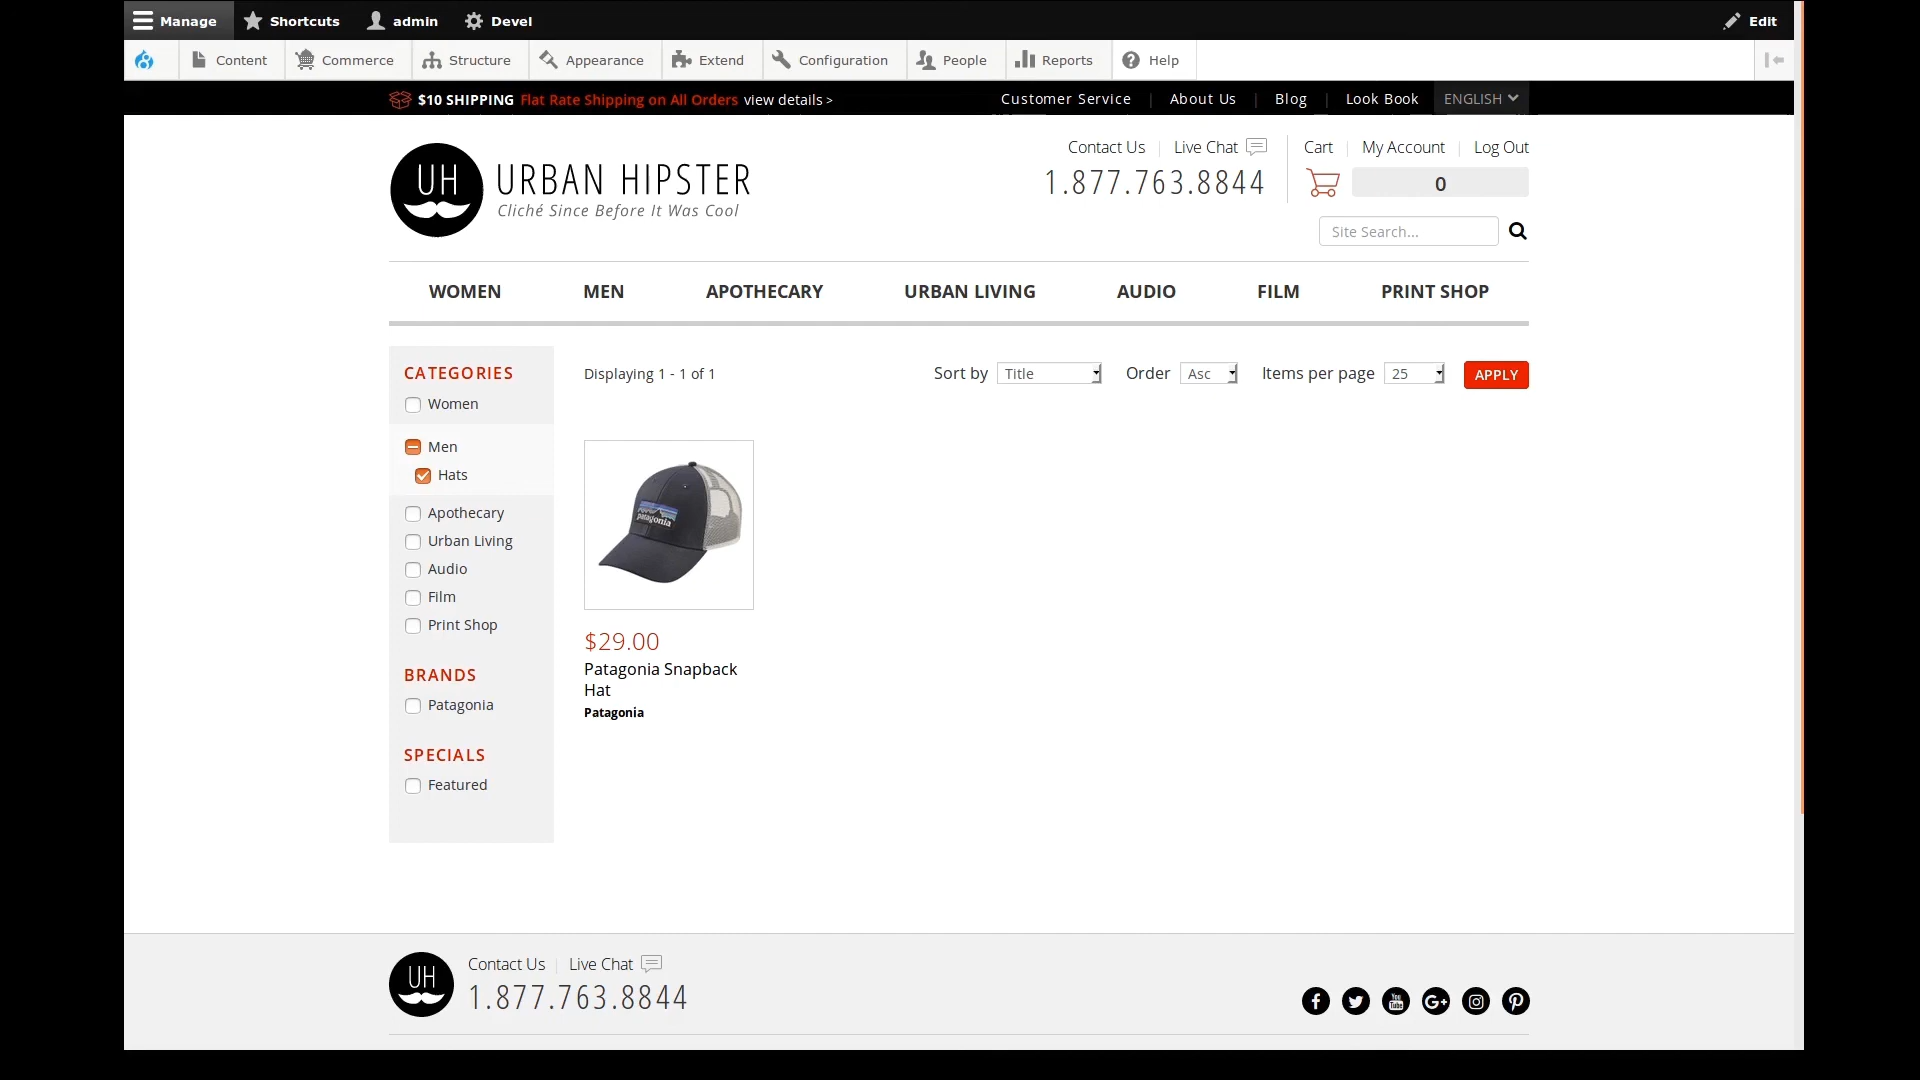 Manage Shortcuts admin Devel Edit
Content Commerce Structure Appearance Extend Configuration People Reports Help
$10 SHIPPING Flat Rate Shipping on All Orders view details > Customer Service | About Us | Blog | Look Book ENGLISH
Contact Us | Live Chat Cart | My Account | Log Out
UH URBAN HIPSTER 1.877.763.8844 0
Cliché Since Before It Was Cool
Site Search...
WOMEN MEN APOTHECARY URBAN LIVING AUDIO FILM PRINT SHOP
CATEGORIES
Women
Men
Hats
Apothecary
Urban Living
Audio
Film
Print Shop
BRANDS
Patagonia
SPECIALS
Featured
Displaying 1 - 1 of 1 Sort by Title Order Asc Items per page 25 APPLY
patagonia
$29.00
Patagonia Snapback
Hat
Patagonia
UH Contact Us | Live Chat
1.877.763.8844
You Tube G+